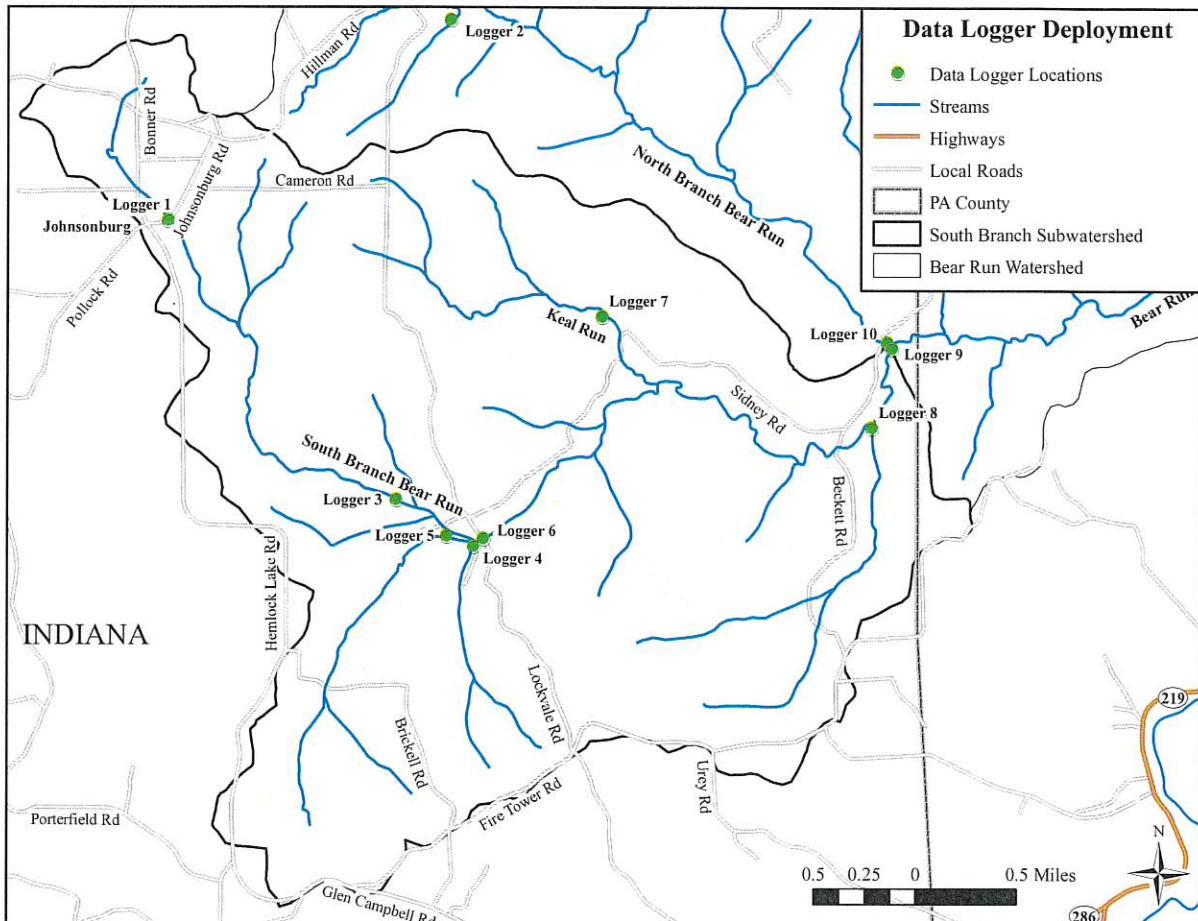 Data Logger Deployment
Data Logger Locations
Streams
Highways
Local Roads
PA County
South Branch Subwatershed
Bear Run Watershed
Logger 2
Hillman Rd
Bonner Rd
Johnsonburg Rd
Cameron Rd
North Branch Bear Run
Logger 1
Johnsonburg
Pollock Rd
Logger 7
Keal Run
Logger 10
Logger 9
Bear Run
Sidney Rd
Logger 8
South Branch Bear Run
Logger 3
Beckett Rd
Logger 5
Logger 6
Logger 4
Hemlock Lake Rd
INDIANA
Lockvale Rd
219
Brickell Rd
Urey Rd
Fire Tower Rd
Porterfield Rd
N
0.5 0.25 0 0.5 Miles
Glen Campbell Rd
286